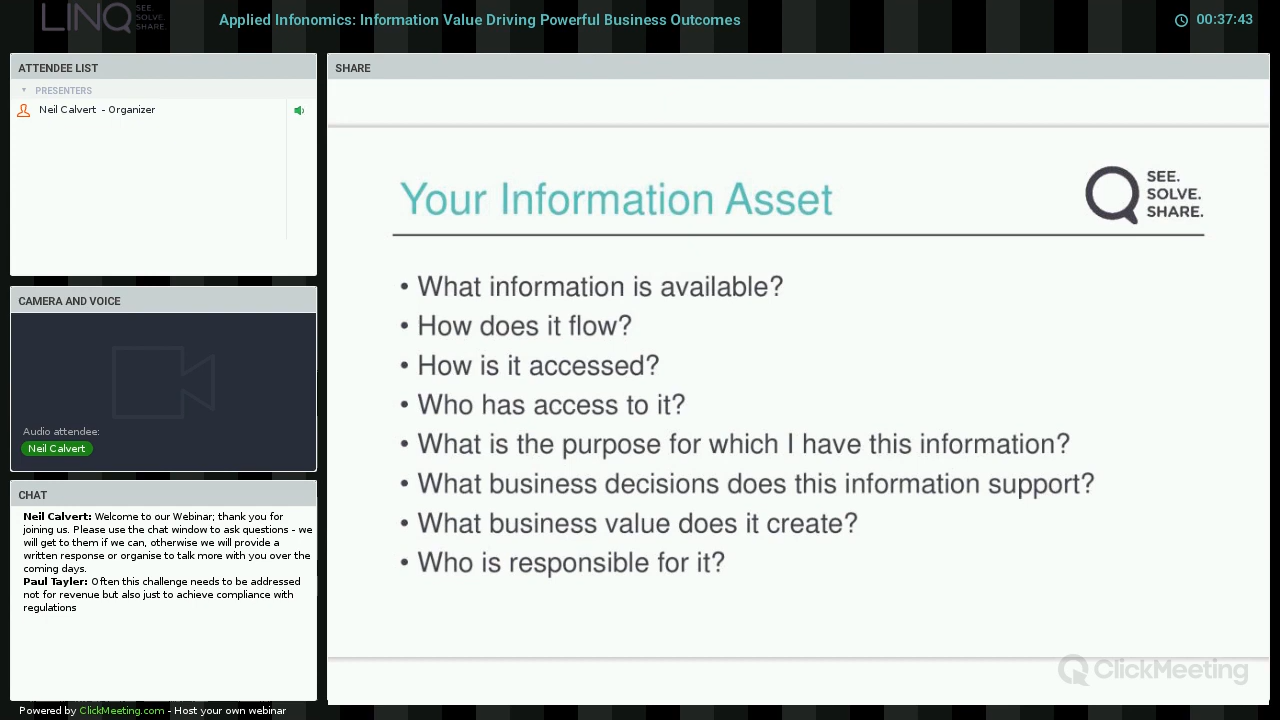 LINQ SEE. SOLVE. SHARE.
Applied Infonomics: Information Value Driving Powerful Business Outcomes
00:37:43
ATTENDEE LIST
PRESENTERS
Neil Calvert - Organizer
CAMERA AND VOICE
Audio attendee:
Neil Calvert
CHAT
Neil Calvert: Welcome to our Webinar; thank you for
joining us. Please use the chat window to ask questions - we
will get to them if we can, otherwise we will provide a
written response or organise to talk more with you over the
coming days.
Paul Tayler: Often this challenge needs to be addressed
not for revenue but also just to achieve compliance with
regulations
Powered by ClickMeeting.com - Host your own webinar
SHARE
Your Information Asset
SEE.
SOLVE.
SHARE.
• What information is available?
• How does it flow?
• How is it accessed?
• Who has access to it?
• What is the purpose for which I have this information?
• What business decisions does this information support?
• What business value does it create?
• Who is responsible for it?
ClickMeeting